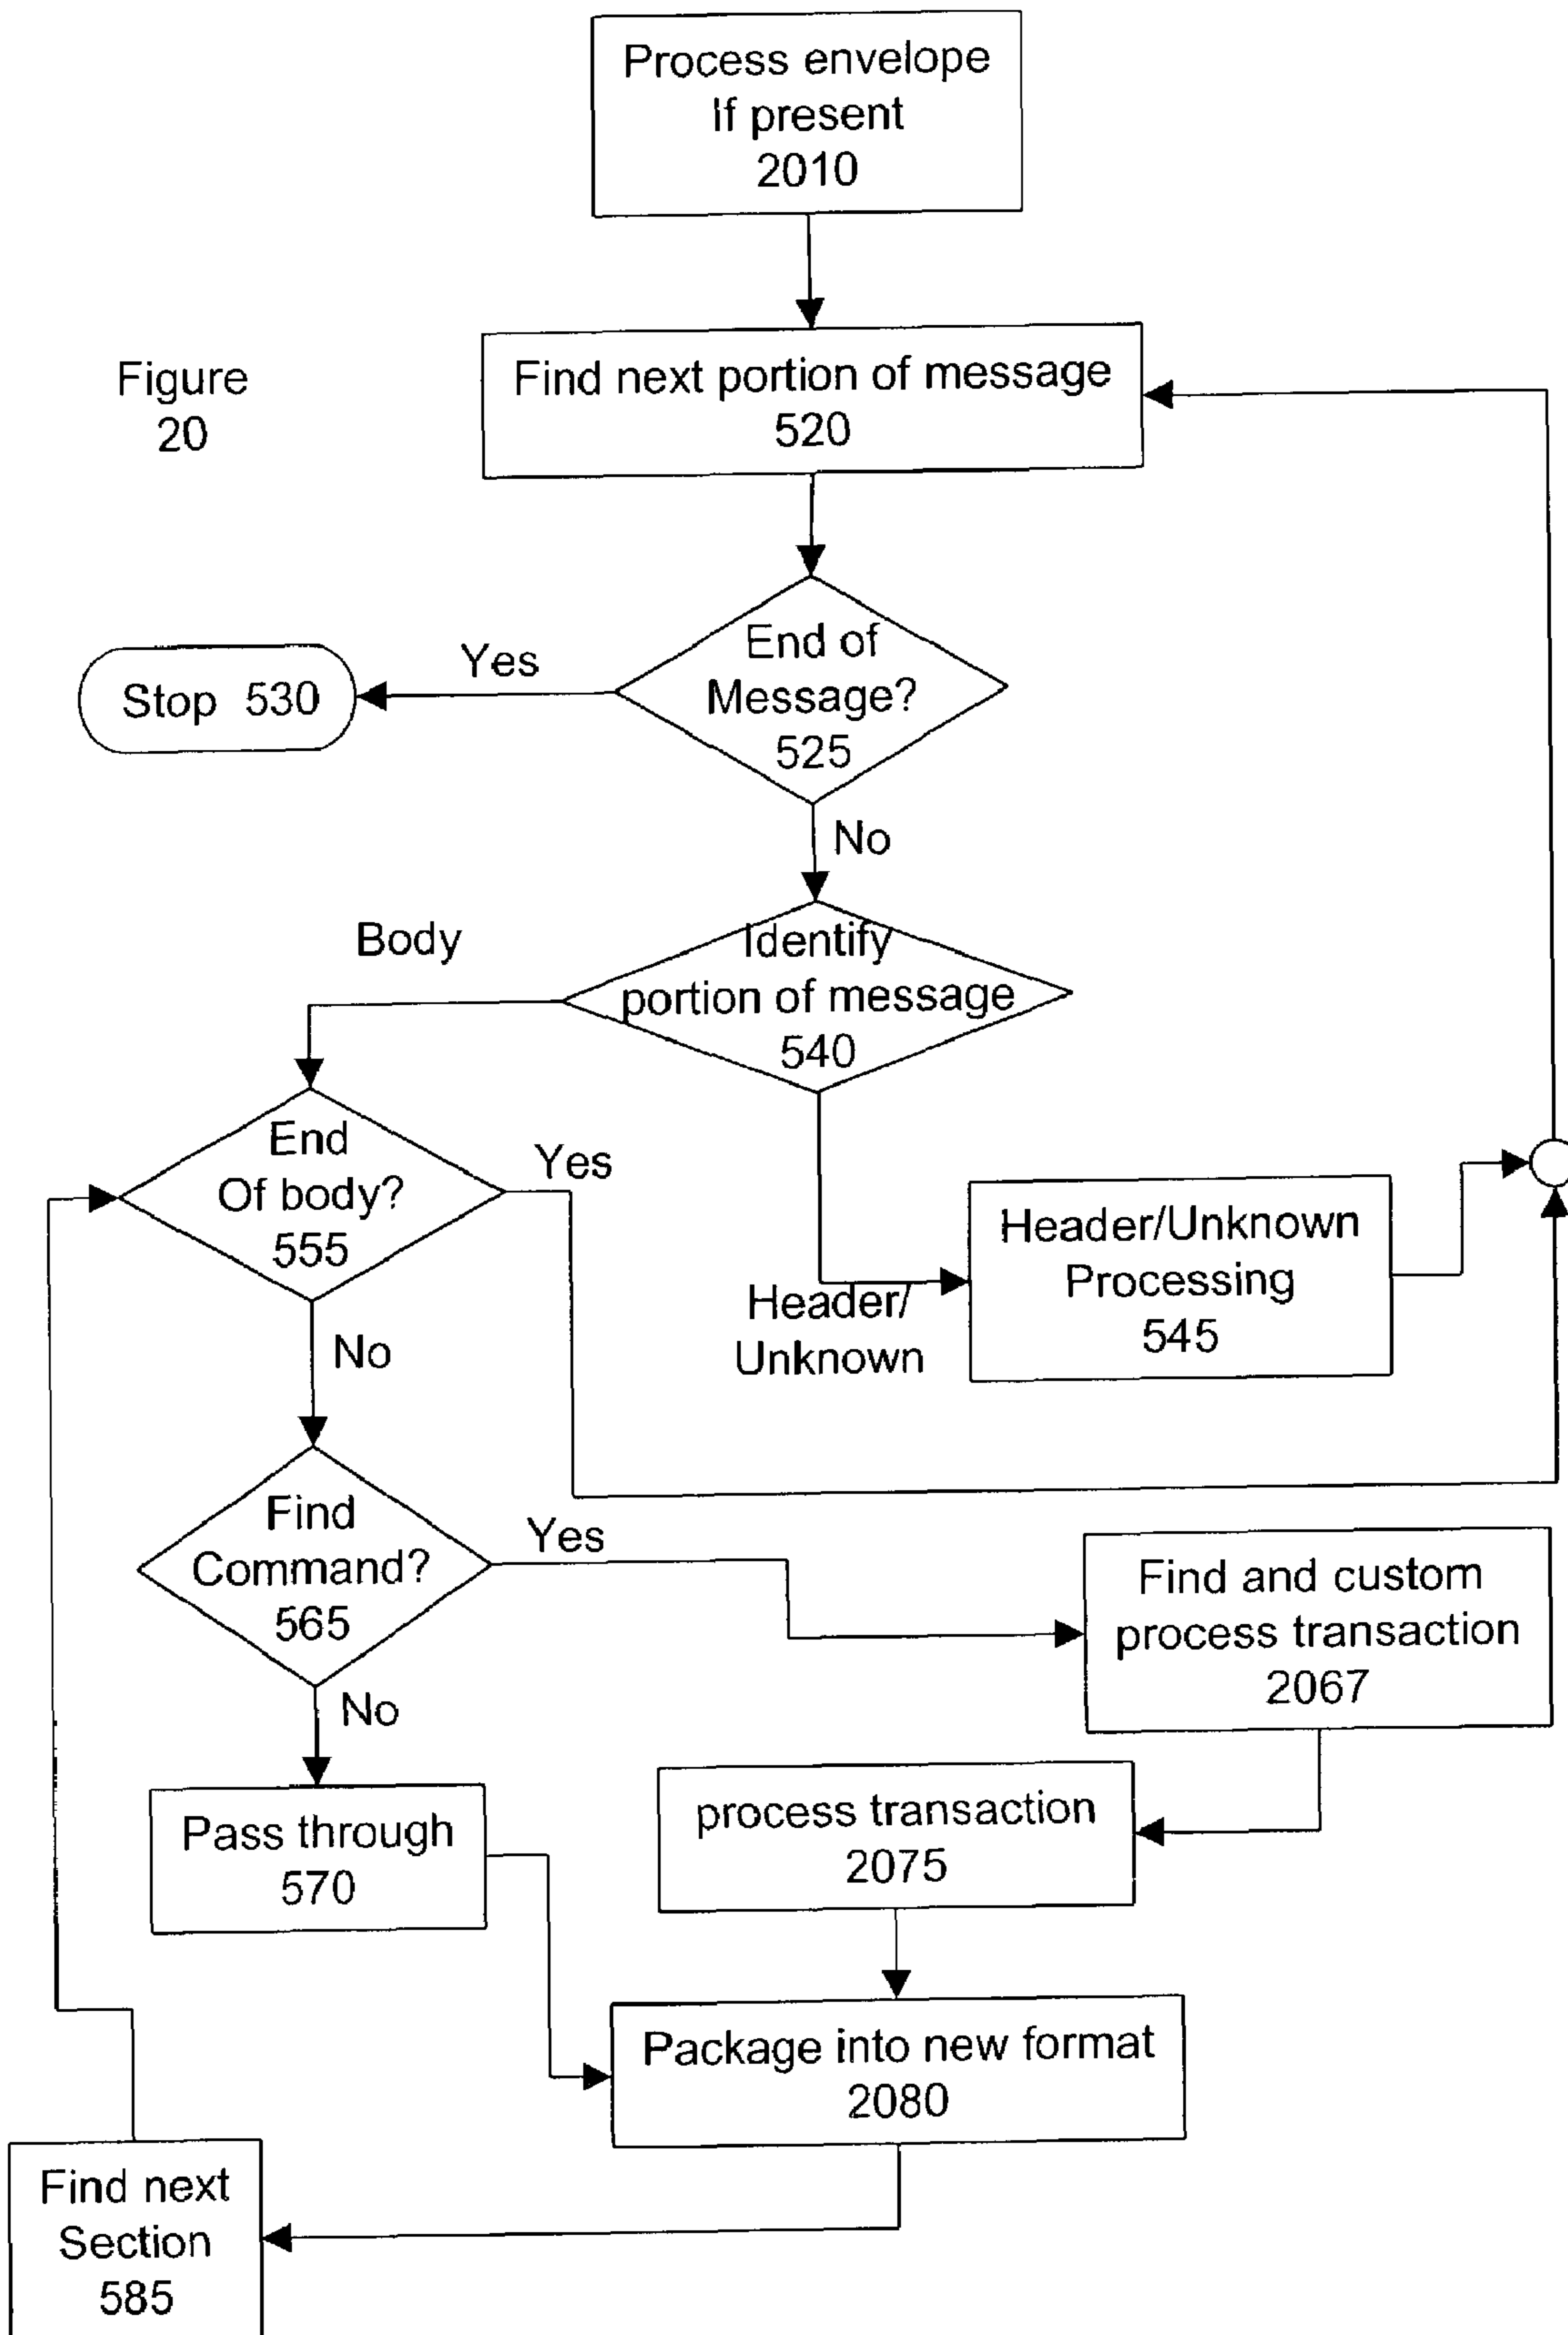 Process envelope
If present
2010
Figure
20
Find next portion of message
520
End of
Message?
525
Yes
Stop 530
No
Identify
portion of message
540
Body
End
Of body?
555
Yes
Header/Unknown
Processing
545
Header/
Unknown
No
Find
Command?
565
Yes
Find and custom
process transaction
2067
No
Pass through
570
process transaction
2075
Package into new format
2080
Find next
Section
585